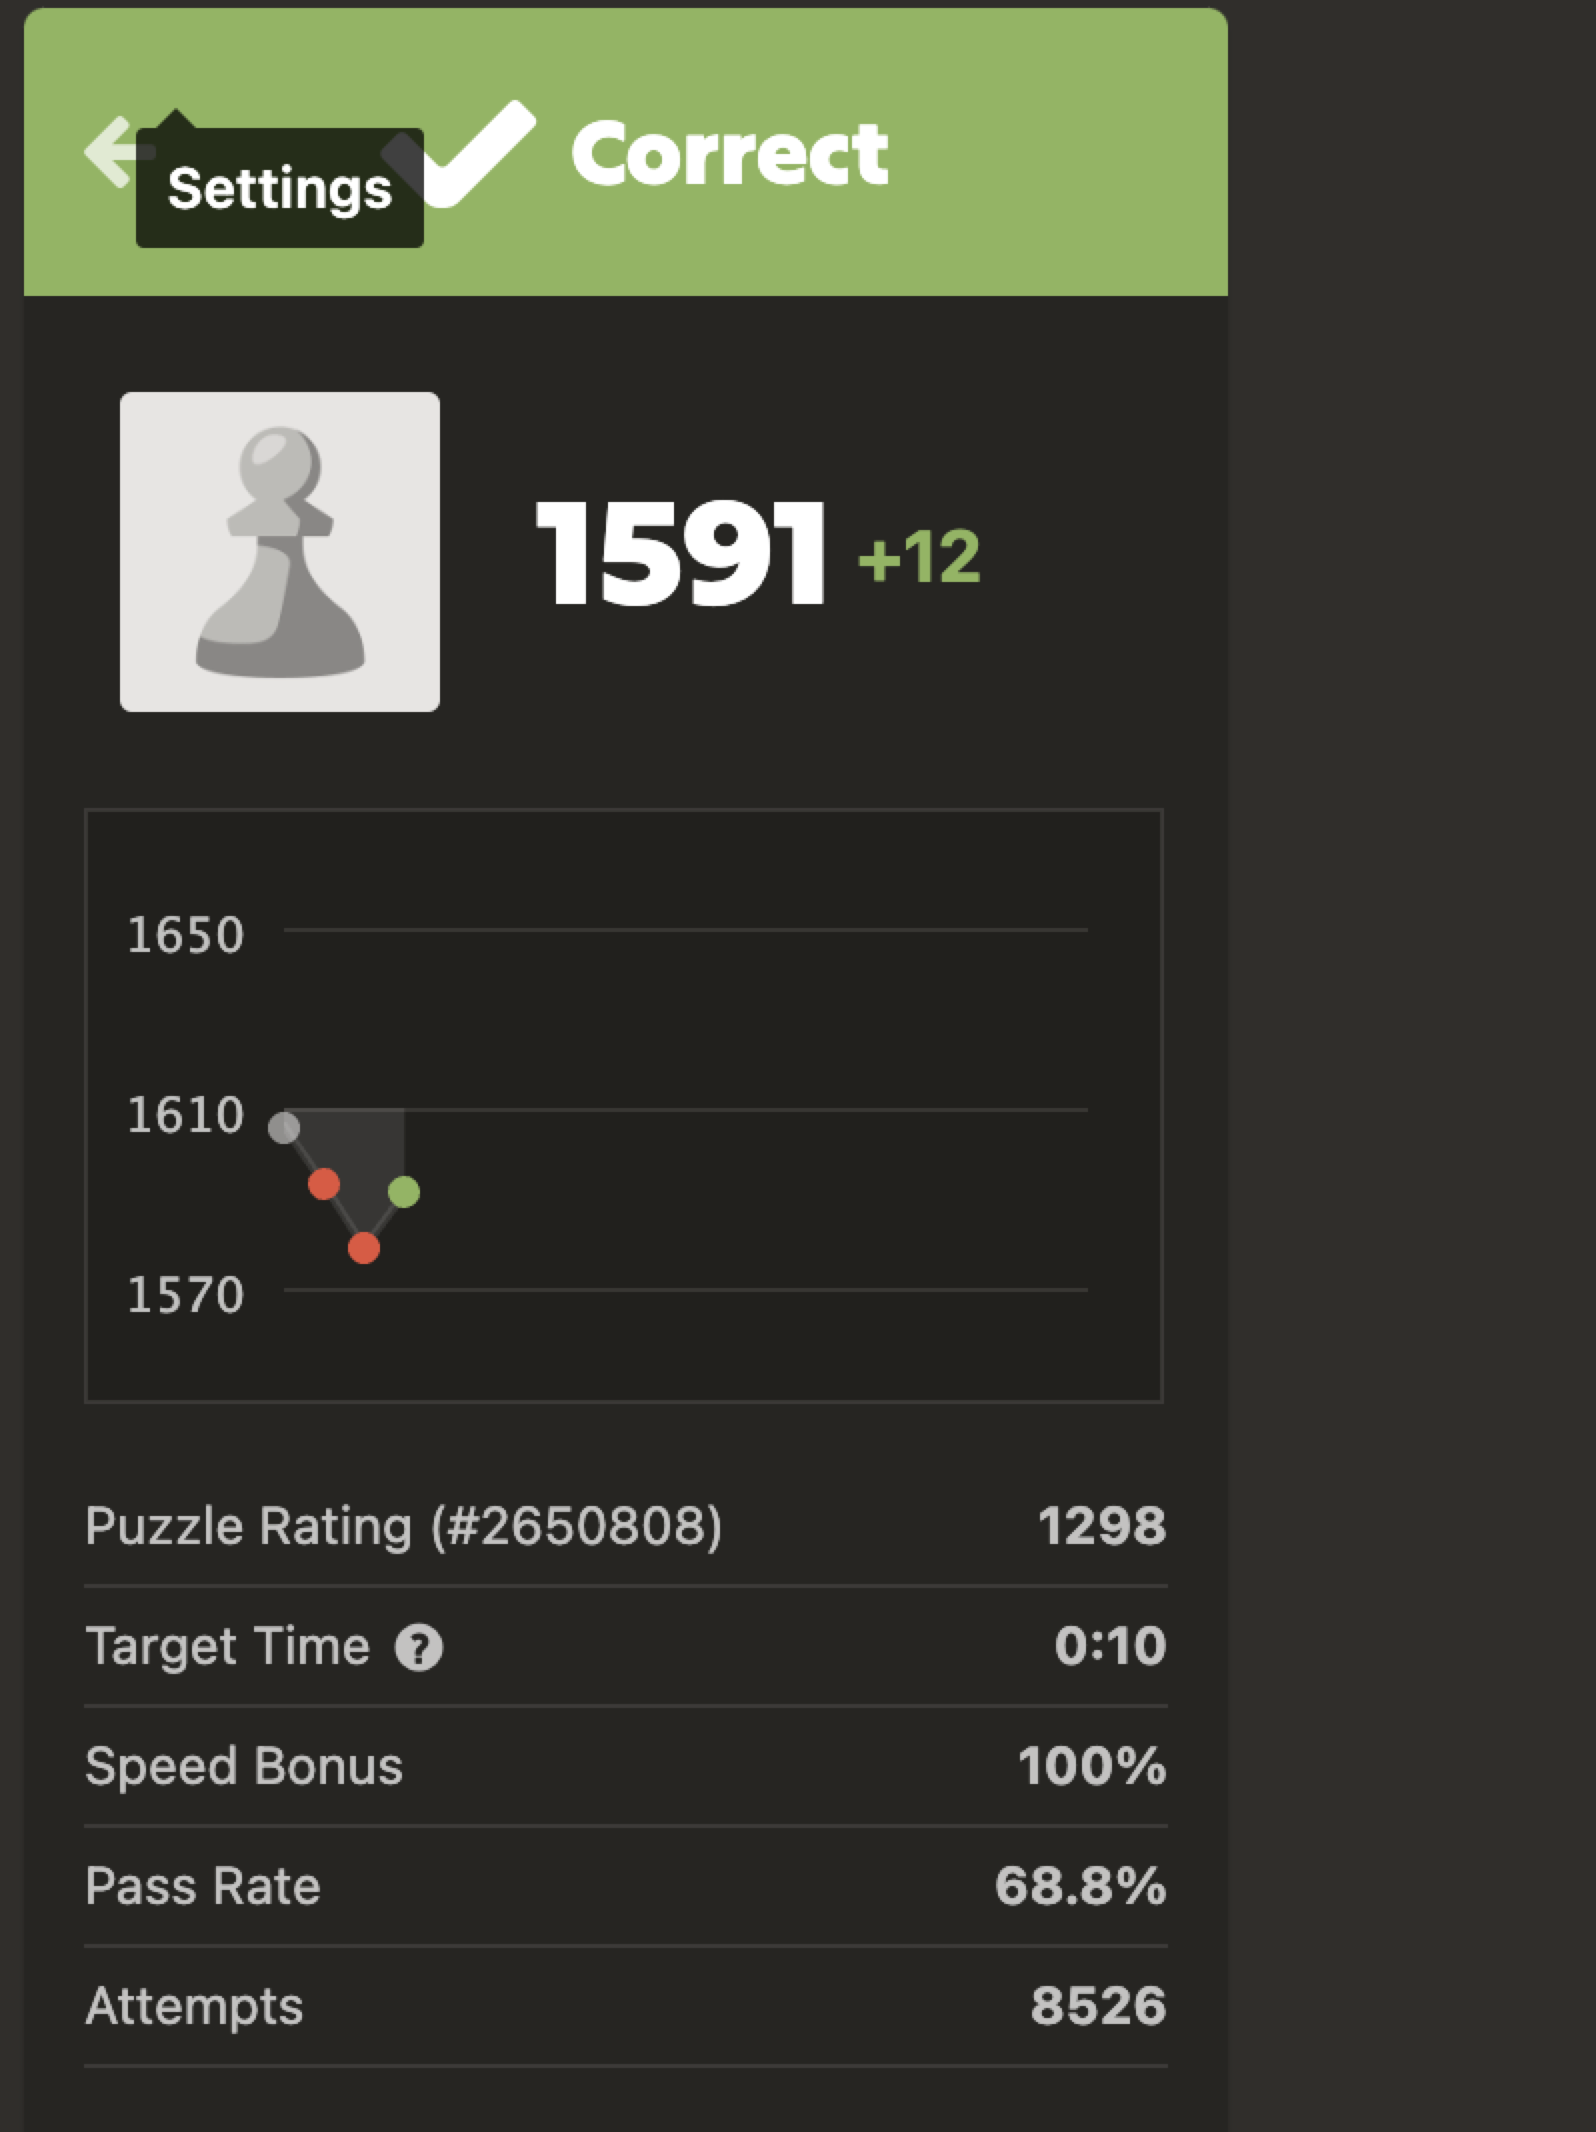 Settings
Correct
1591 +12
1650
1610
1570
Puzzle Rating (#2650808) 1298
Target Time ? 0:10
Speed Bonus 100%
Pass Rate 68.8%
Attempts 8526